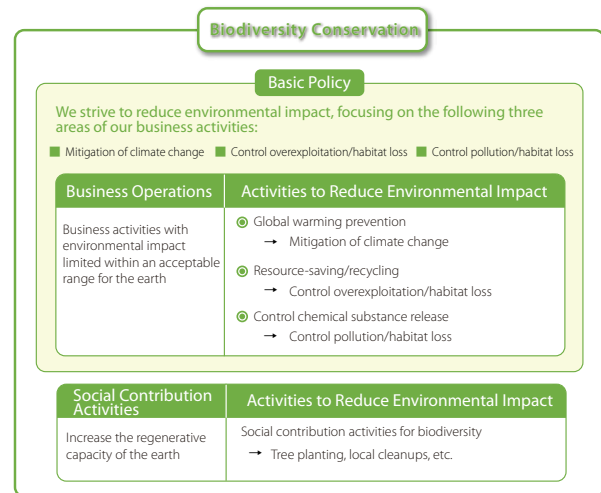 Biodiversity Conservation
Basic Policy
We strive to reduce environmental impact, focusing on the following three
areas of our business activities:
■ Mitigation of climate change ■ Control overexploitation/habitat loss ■ Control pollution/habitat loss
Business Operations
Business activities with
environmental impact
limited within an acceptable
range for the earth
Activities to Reduce Environmental Impact
Global warming prevention
→ Mitigation of climate change
Resource-saving/recycling
→ Control overexploitation/habitat loss
Control chemical substance release
→ Control pollution/habitat loss
Social Contribution
Activities
Increase the regenerative
capacity of the earth
Activities to Reduce Environmental Impact
Social contribution activities for biodiversity
→ Tree planting, local cleanups, etc.